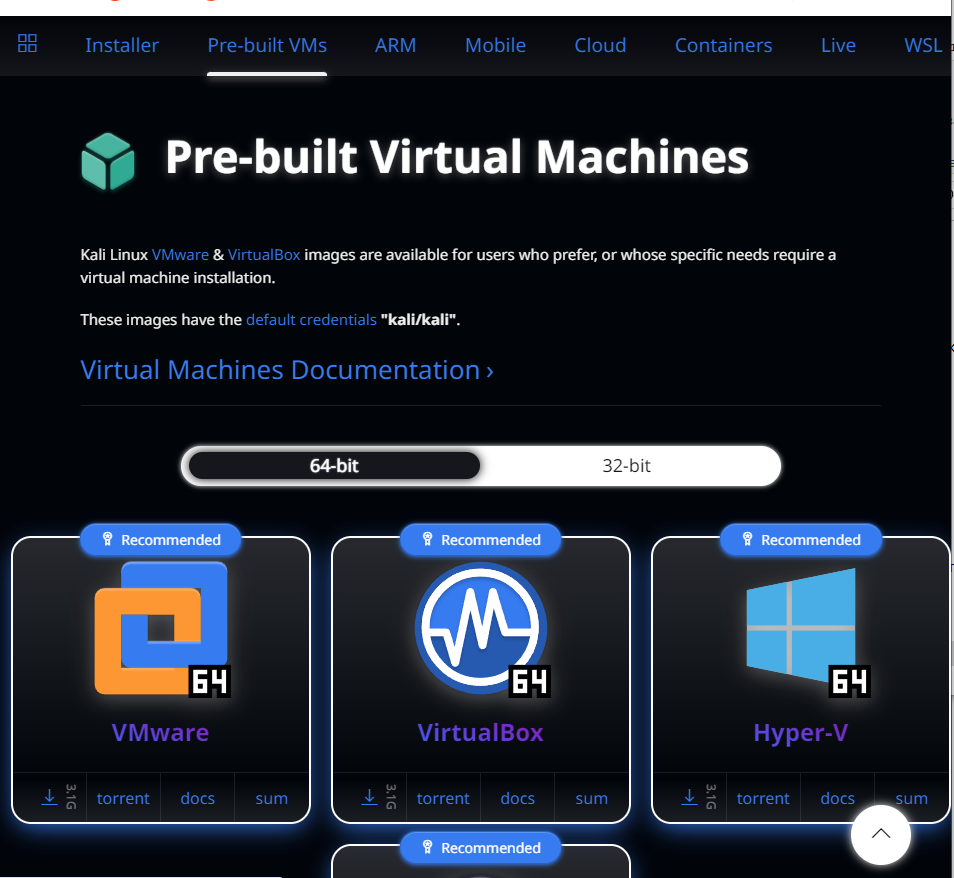 Installer Pre-built VMs ARM Mobile Cloud Containers Live WSL
Pre-built Virtual Machines
Kali Linux VMware & VirtualBox images are available for users who prefer, or whose specific needs require a
virtual machine installation.
These images have the default credentials "kali/kali".
Virtual Machines Documentation ›
64-bit 32-bit
Recommended Recommended Recommended
64 64 64
VMware VirtualBox Hyper-V
3.1G torrent docs sum 3.1G torrent docs sum 3.1G torrent docs sum
Recommended